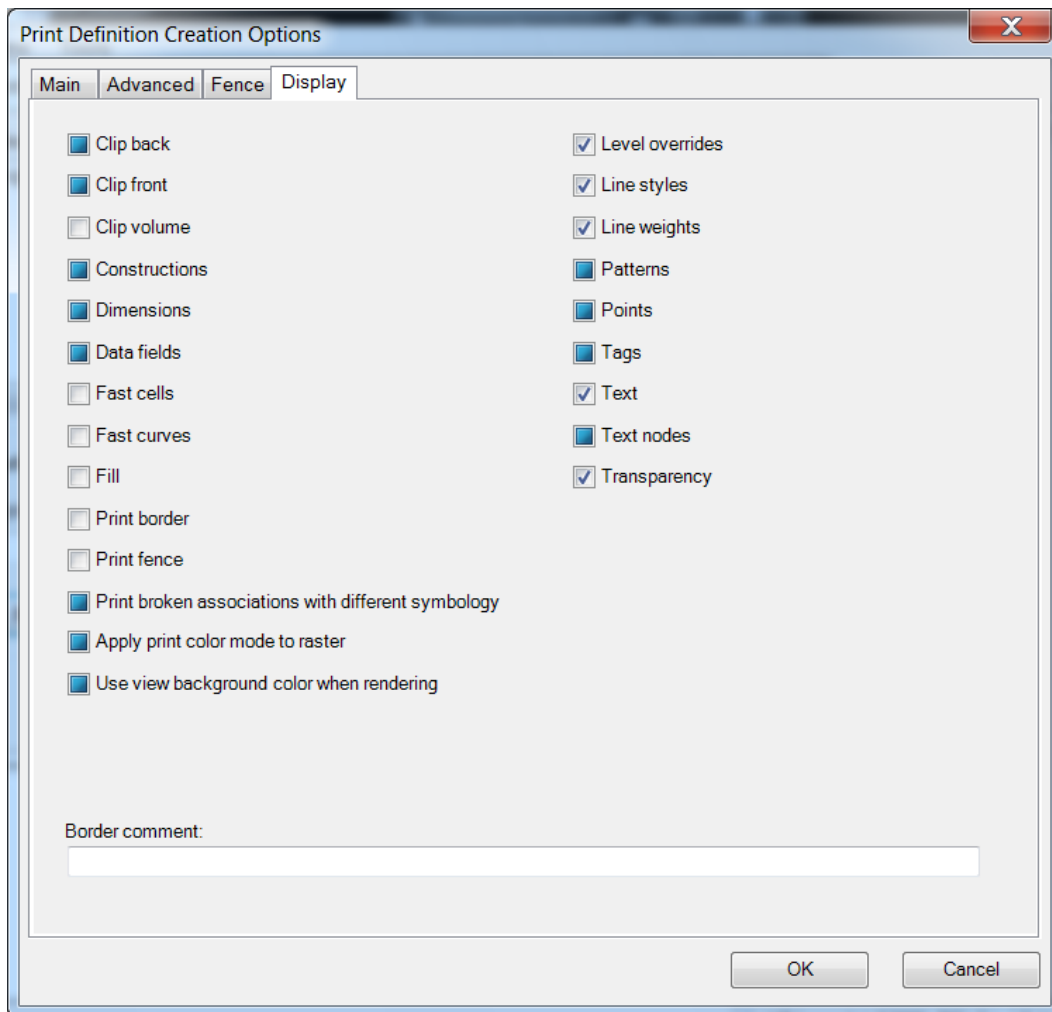 Print Definition Creation Options
Main
Advanced
Fence
Display
Clip back
Clip front
Clip volume
Constructions
Dimensions
Data fields
Fast cells
Fast curves
Fill
Print border
Print fence
Print broken associations with different symbology
Apply print color mode to raster
Use view background color when rendering
Level overrides
Line styles
Line weights
Patterns
Points
Tags
Text
Text nodes
Transparency
Border comment:
OK
Cancel